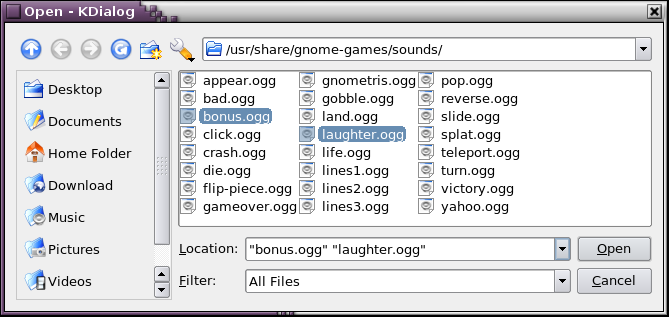 Open - KDialog
/usr/share/gnome-games/sounds/
Desktop
Documents
Home Folder
Download
Music
Pictures
Videos
appear.ogg gnometris.ogg pop.ogg
bad.ogg gobble.ogg reverse.ogg
bonus.ogg land.ogg slide.ogg
click.ogg laughter.ogg splat.ogg
crash.ogg life.ogg teleport.ogg
die.ogg lines1.ogg turn.ogg
flip-piece.ogg lines2.ogg victory.ogg
gameover.ogg lines3.ogg yahoo.ogg
Location: "bonus.ogg" "laughter.ogg" Open
Filter: All Files Cancel